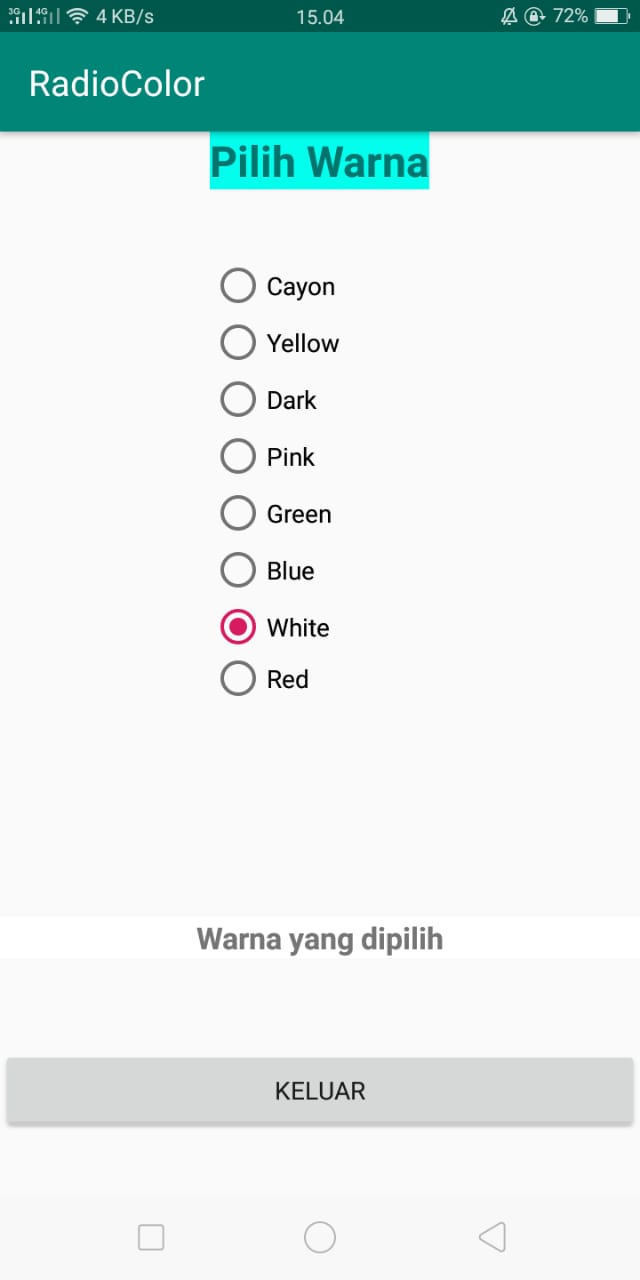 3G 4G 4 KB/s 15.04 72%
RadioColor
Pilih Warna
Cayon
Yellow
Dark
Pink
Green
Blue
White
Red
Warna yang dipilih
KELUAR